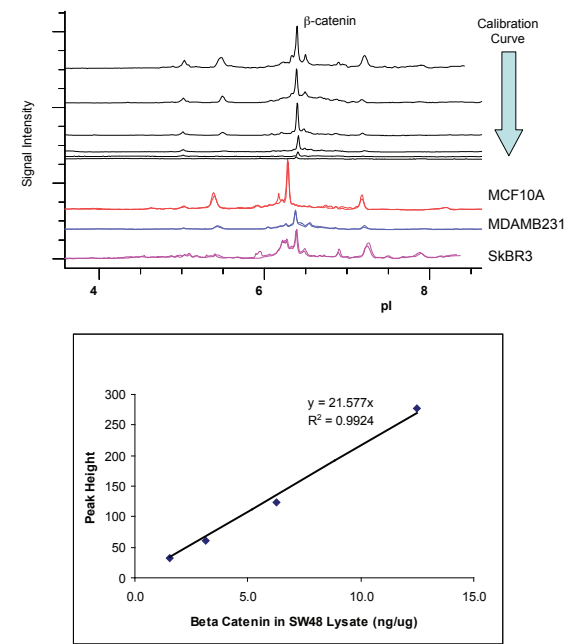 β-catenin
Calibration
Curve
Signal Intensity
MCF10A
MDAMB231
SkBR3
4
6
8
pI
y = 21.577x
R² = 0.9924
300
250
200
150
100
50
0
Peak Height
0.0
5.0
10.0
15.0
Beta Catenin in SW48 Lysate (ng/ug)